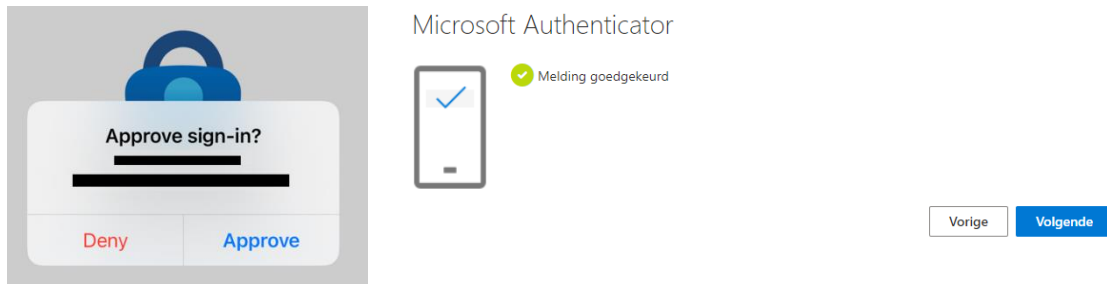 Approve sign-in?
Deny Approve
Microsoft Authenticator
Melding goedgekeurd
Vorige Volgende